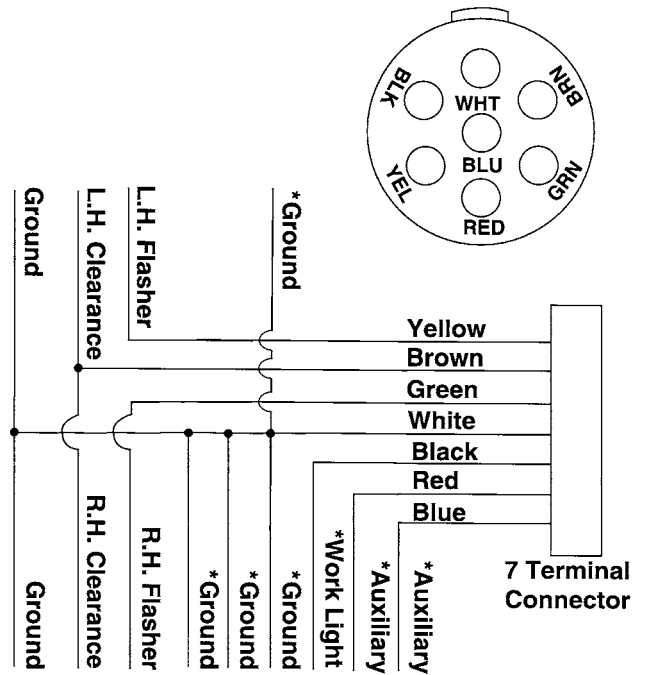 BLK
WHT
BRN
YEL
BLU
GRN
RED
Ground
L.H. Clearance
L.H. Flasher
*Ground
Yellow
Brown
Green
White
Black
Red
Blue
Ground
R.H. Clearance
R.H. Flasher
*Ground
*Ground
*Ground
*Work Light
*Auxiliary
*Auxiliary
7 Terminal
Connector